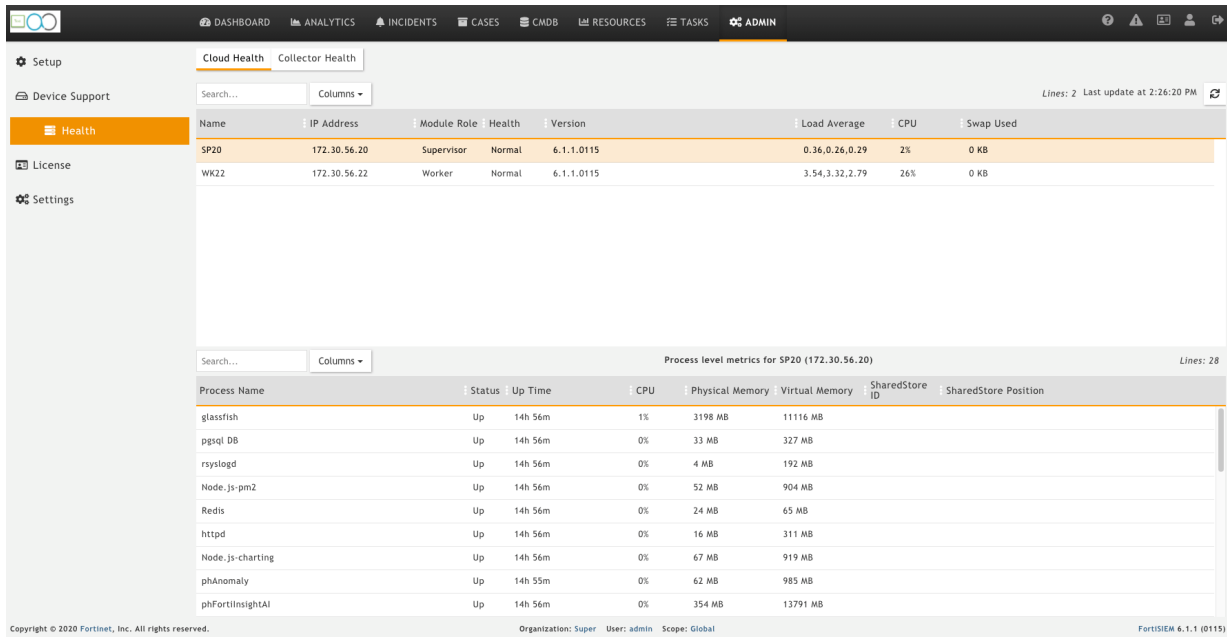 DASHBOARD ANALYTICS INCIDENTS CASES CMDB RESOURCES TASKS ADMIN
Setup
Device Support
Health
License
Settings
Cloud Health Collector Health
Search... Columns Lines: 2 Last update at 2:26:20 PM
Name IP Address Module Role Health Version Load Average CPU Swap Used
SP20 172.30.56.20 Supervisor Normal 6.1.1.0115 0.36,0.26,0.29 2% 0 KB
WK22 172.30.56.22 Worker Normal 6.1.1.0115 3.54,3.32,2.79 26% 0 KB
Search... Columns Process level metrics for SP20 (172.30.56.20) Lines: 28
Process Name Status Up Time CPU Physical Memory Virtual Memory SharedStore ID SharedStore Position
glassfish Up 14h 56m 1% 3198 MB 11116 MB
pgsql DB Up 14h 56m 0% 33 MB 327 MB
rsyslogd Up 14h 56m 0% 4 MB 192 MB
Node.js-pm2 Up 14h 56m 0% 52 MB 904 MB
Redis Up 14h 56m 0% 24 MB 65 MB
httpd Up 14h 56m 0% 16 MB 311 MB
Node.js-charting Up 14h 56m 0% 67 MB 919 MB
phAnomaly Up 14h 55m 0% 62 MB 985 MB
phFortiInsightAI Up 14h 56m 0% 354 MB 13791 MB
Copyright © 2020 Fortinet, Inc. All rights reserved. Organization: Super User: admin Scope: Global FortiSIEM 6.1.1 (0115)